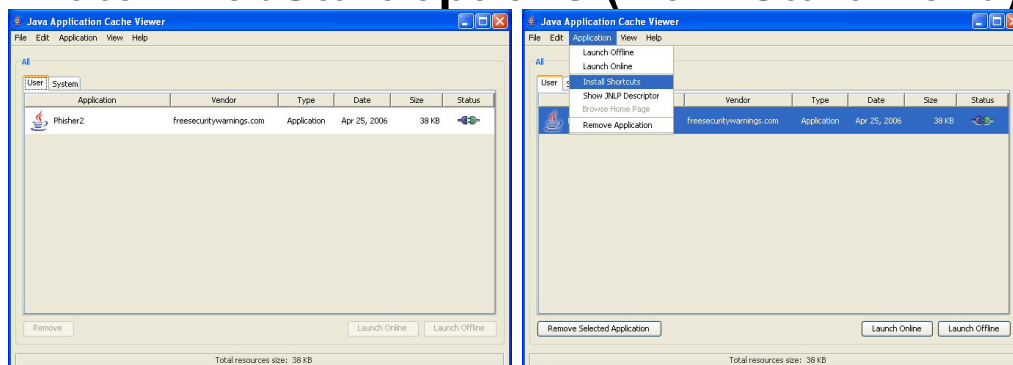 Java Application Cache Viewer
File Edit Application View Help
All
User System
Application Vendor Type Date Size Status
Phisher2 freesecuritywarnings.com Application Apr 25, 2006 38 KB
Remove Launch Online Launch Offline
Total resources size: 38 KB
Java Application Cache Viewer
File Edit Application View Help
Launch Offline
Launch Online
Install Shortcuts
Show JNLP Descriptor
Browse Home Page
Remove Application
All
User
Vendor Type Date Size Status
freesecuritywarnings.com Application Apr 25, 2006 38 KB
Remove Selected Application Launch Online Launch Offline
Total resources size: 38 KB